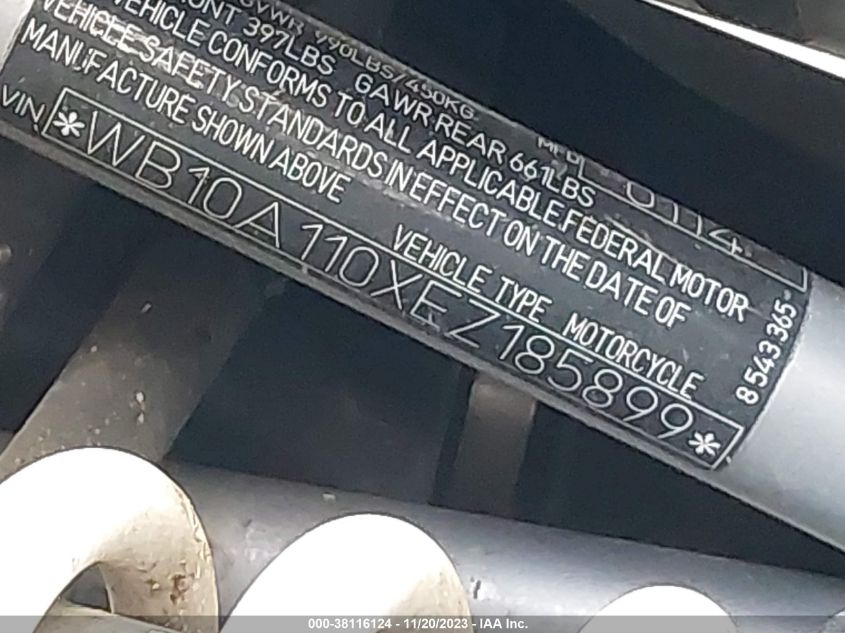 GVWR 990LBS/450KG
FRONT 397LBS GAWR REAR 661LBS
VEHICLE CONFORMS TO ALL APPLICABLE FEDERAL MOTOR
VEHICLE SAFETY STANDARDS IN EFFECT ON THE DATE OF
MANUFACTURE SHOWN ABOVE
VEHICLE TYPE MOTORCYCLE
VIN *WB10A110XEZ185899*
8543365
000-38116124 - 11/20/2023 - IAA Inc.